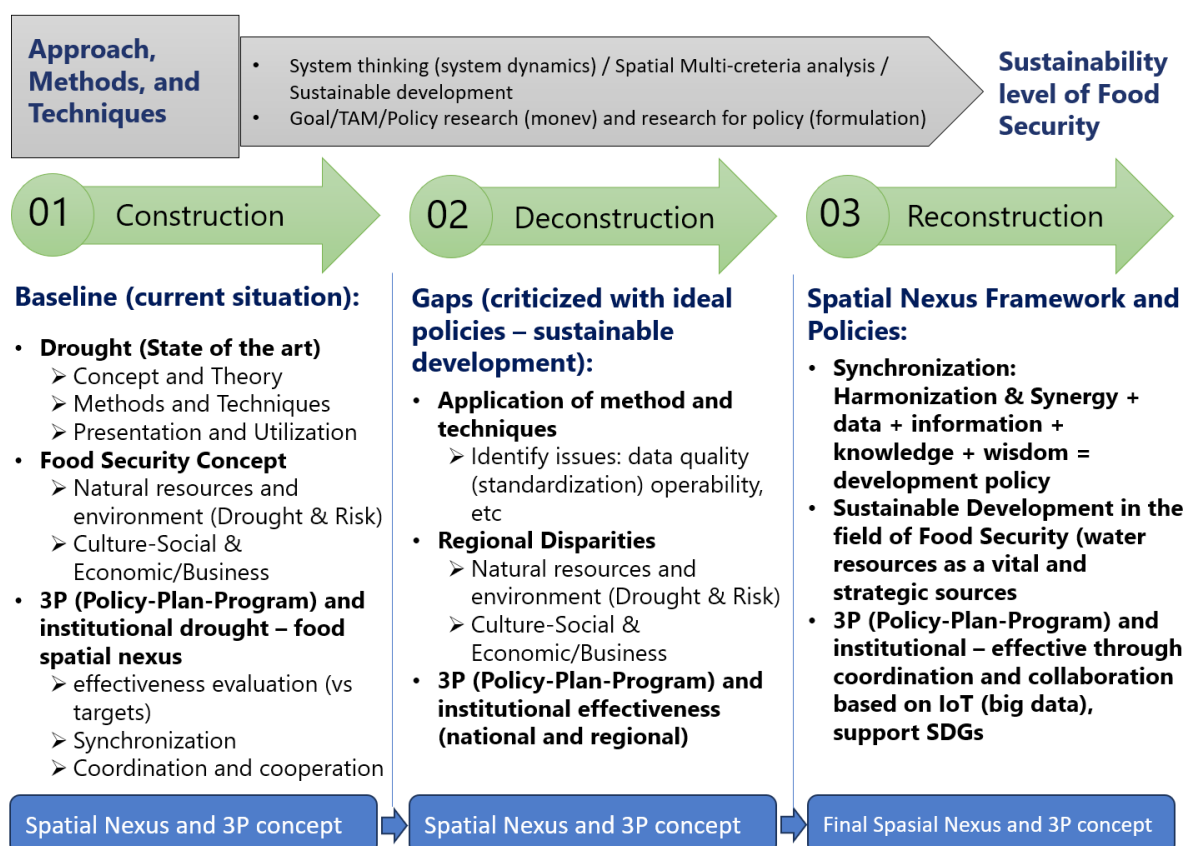 Approach,
Methods, and
Techniques
• System thinking (system dynamics) / Spatial Multi-creteria analysis /
Sustainable development
• Goal/TAM/Policy research (monev) and research for policy (formulation)
Sustainability
level of Food
Security
01 Construction
02 Deconstruction
03 Reconstruction
Baseline (current situation):
• Drought (State of the art)
➢ Concept and Theory
➢ Methods and Techniques
➢ Presentation and Utilization
• Food Security Concept
➢ Natural resources and
environment (Drought & Risk)
➢ Culture-Social &
Economic/Business
• 3P (Policy-Plan-Program) and
institutional drought – food
spatial nexus
➢ effectiveness evaluation (vs
targets)
➢ Synchronization
➢ Coordination and cooperation
Spatial Nexus and 3P concept
Gaps (criticized with ideal
policies – sustainable
development):
• Application of method and
techniques
➢ Identify issues: data quality
(standardization) operability,
etc
• Regional Disparities
➢ Natural resources and
environment (Drought & Risk)
➢ Culture-Social &
Economic/Business
• 3P (Policy-Plan-Program) and
institutional effectiveness
(national and regional)
Spatial Nexus and 3P concept
Spatial Nexus Framework and
Policies:
• Synchronization:
Harmonization & Synergy +
data + information +
knowledge + wisdom =
development policy
• Sustainable Development in the
field of Food Security (water
resources as a vital and
strategic sources
• 3P (Policy-Plan-Program) and
institutional – effective through
coordination and collaboration
based on IoT (big data),
support SDGs
Final Spasial Nexus and 3P concept